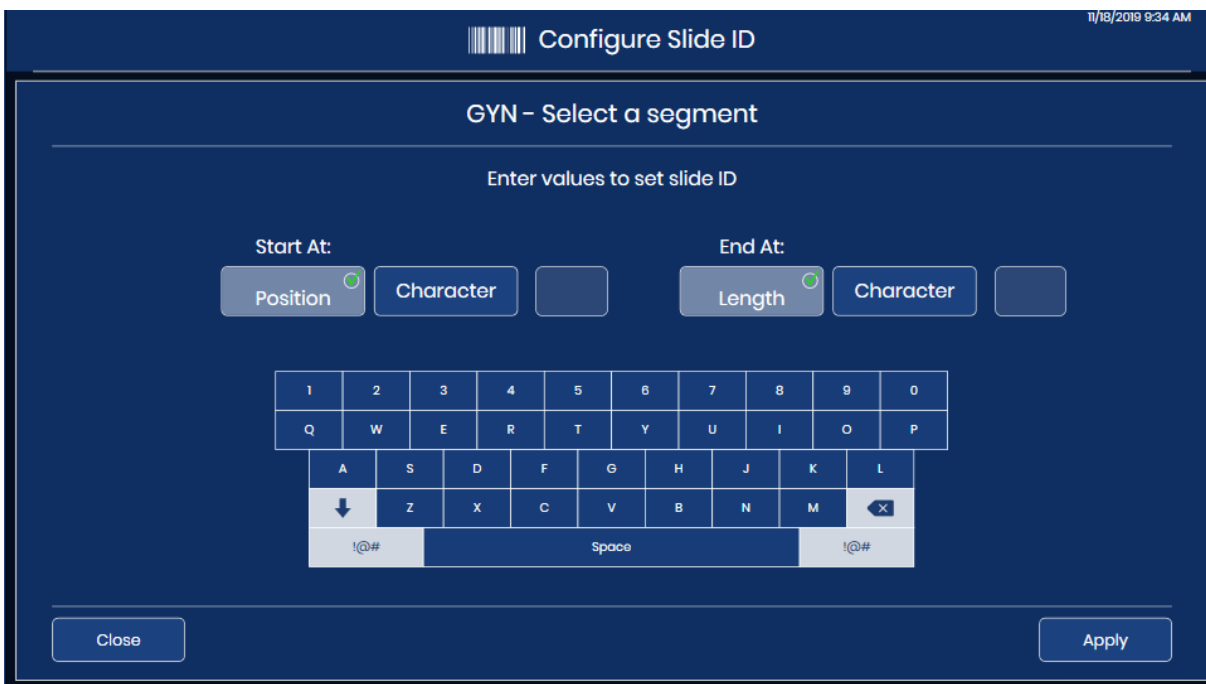 11/18/2019 9:34 AM
Configure Slide ID
GYN - Select a segment
Enter values to set slide ID
Start At: End At:
Position Character Length Character
1 2 3 4 5 6 7 8 9 0
Q W E R T Y U I O P
A S D F G H J K L
Z X C V B N M
!@# Space !@#
Close Apply